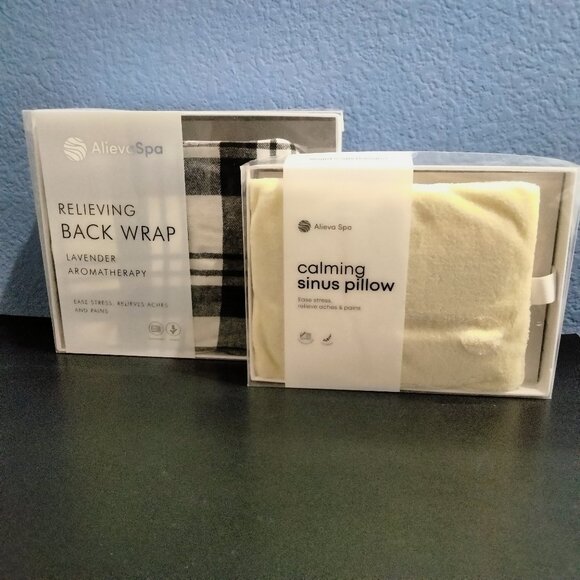 AlievaSpa
RELIEVING
BACK WRAP
LAVENDER
AROMATHERAPY
EASE STRESS, RELIEVES ACHES
AND PAINS
Alieva Spa
calming
sinus pillow
Ease stress,
relieve aches & pains